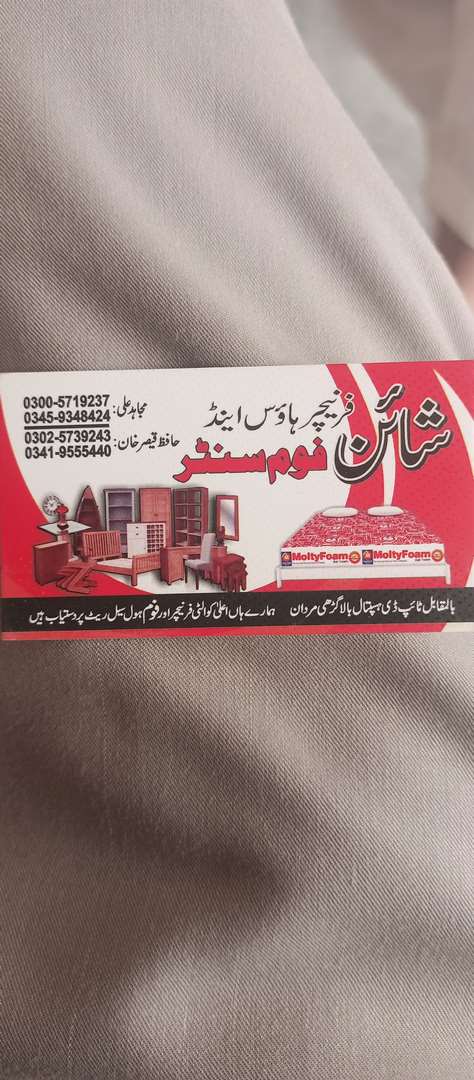 شائن فرنیچر ہاؤس اینڈ
فوم سنٹر
مجاہد علی: 0300-5719237
0345-9348424
حافظ قیصر خان: 0302-5739243
0341-9555440
MoltyFoam MoltyFoam
بالمقابل ٹائپ ڈی ہسپتال بالا گڑھی مردان ہمارے ہاں اعلیٰ کوالٹی فرنیچر اور فوم ہول سیل ریٹ پر دستیاب ہیں